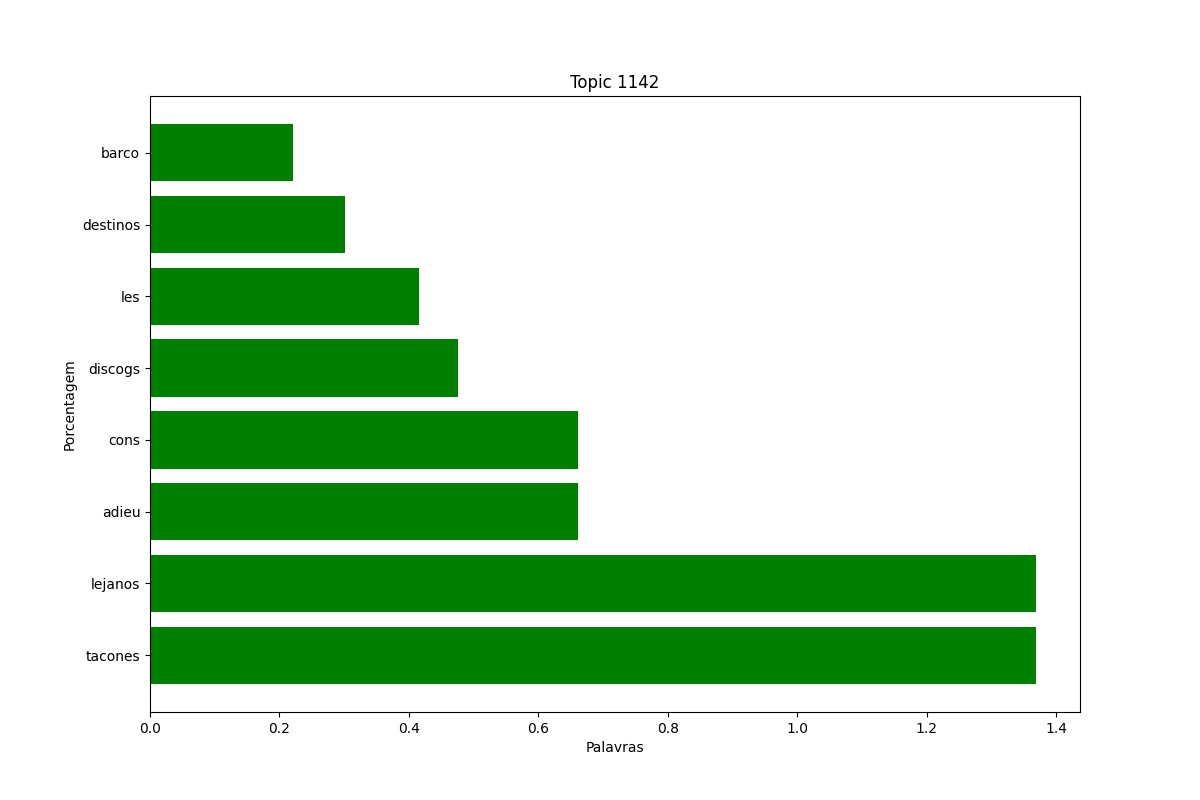 Topic 1142
barco
destinos
les
discogs
cons
adieu
lejanos
tacones
Porcentagem
0.0 0.2 0.4 0.6 0.8 1.0 1.2 1.4
Palavras